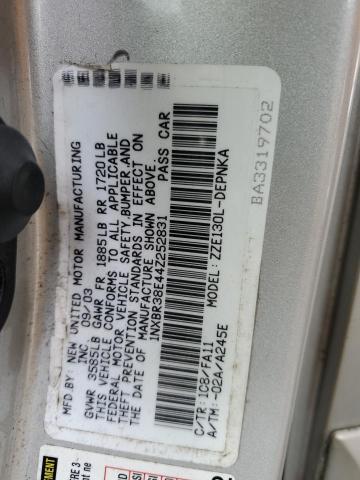 MFD. BY: NEW UNITED MOTOR MANUFACTURING
INC. 09/03
GVWR 3585LB GAWR FR 1885LB RR 1720LB
THIS VEHICLE CONFORMS TO ALL APPLICABLE
FEDERAL MOTOR VEHICLE SAFETY,BUMPER,AND
THEFT PREVENTION STANDARDS IN EFFECT ON
THE DATE OF MANUFACTURE SHOWN ABOVE.
1NXBR38E44Z252831 PASS CAR
MODEL: ZZE130L-DEPNKA
C/TR: 1C8/FA11
A/TM: -02A/A245E
BA3319702